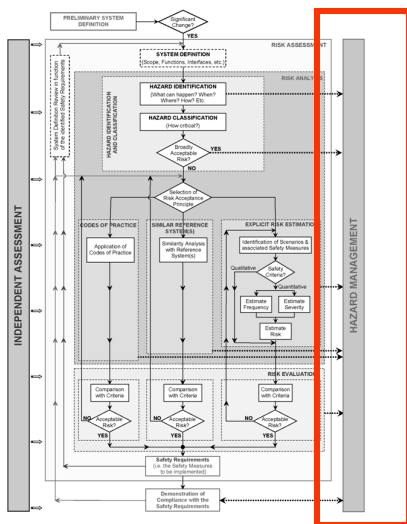 PRELIMINARY SYSTEM
DEFINITION
Significant
Change?
YES
RISK ASSESSMENT
SYSTEM DEFINITION
(Scope, Functions, Interfaces, etc.)
System Definition Review in function
of the identified Safety Requirements
RISK ANALYSIS
HAZARD IDENTIFICATION
AND CLASSIFICATION
HAZARD IDENTIFICATION
(What can happen? When?
Where? How? Etc.
HAZARD CLASSIFICATION
(How critical?)
Broadly
Acceptable
Risk?
YES
NO
Selection of
Risk Acceptance
Principle
CODES OF PRACTICE
SIMILAR REFERENCE
SYSTEM(S)
EXPLICIT RISK ESTIMATION
Application of
Codes of Practice
Similarity Analysis
with Reference
System(s)
Identification of Scenarios &
associated Safety Measures
Qualitative
Safety
Criteria?
Quantitative
Estimate
Frequency
Estimate
Severity
Estimate
Risk
RISK EVALUATION
Comparison
with Criteria
Comparison
with Criteria
Comparison
with Criteria
NO
Acceptable
Risk?
NO
Acceptable
Risk?
NO
Acceptable
Risk?
YES
YES
YES
Safety Requirements
(i.e. the Safety Measures
to be implemented)
Demonstration of
Compliance with the
Safety Requirements
INDEPENDENT ASSESSMENT
HAZARD MANAGEMENT